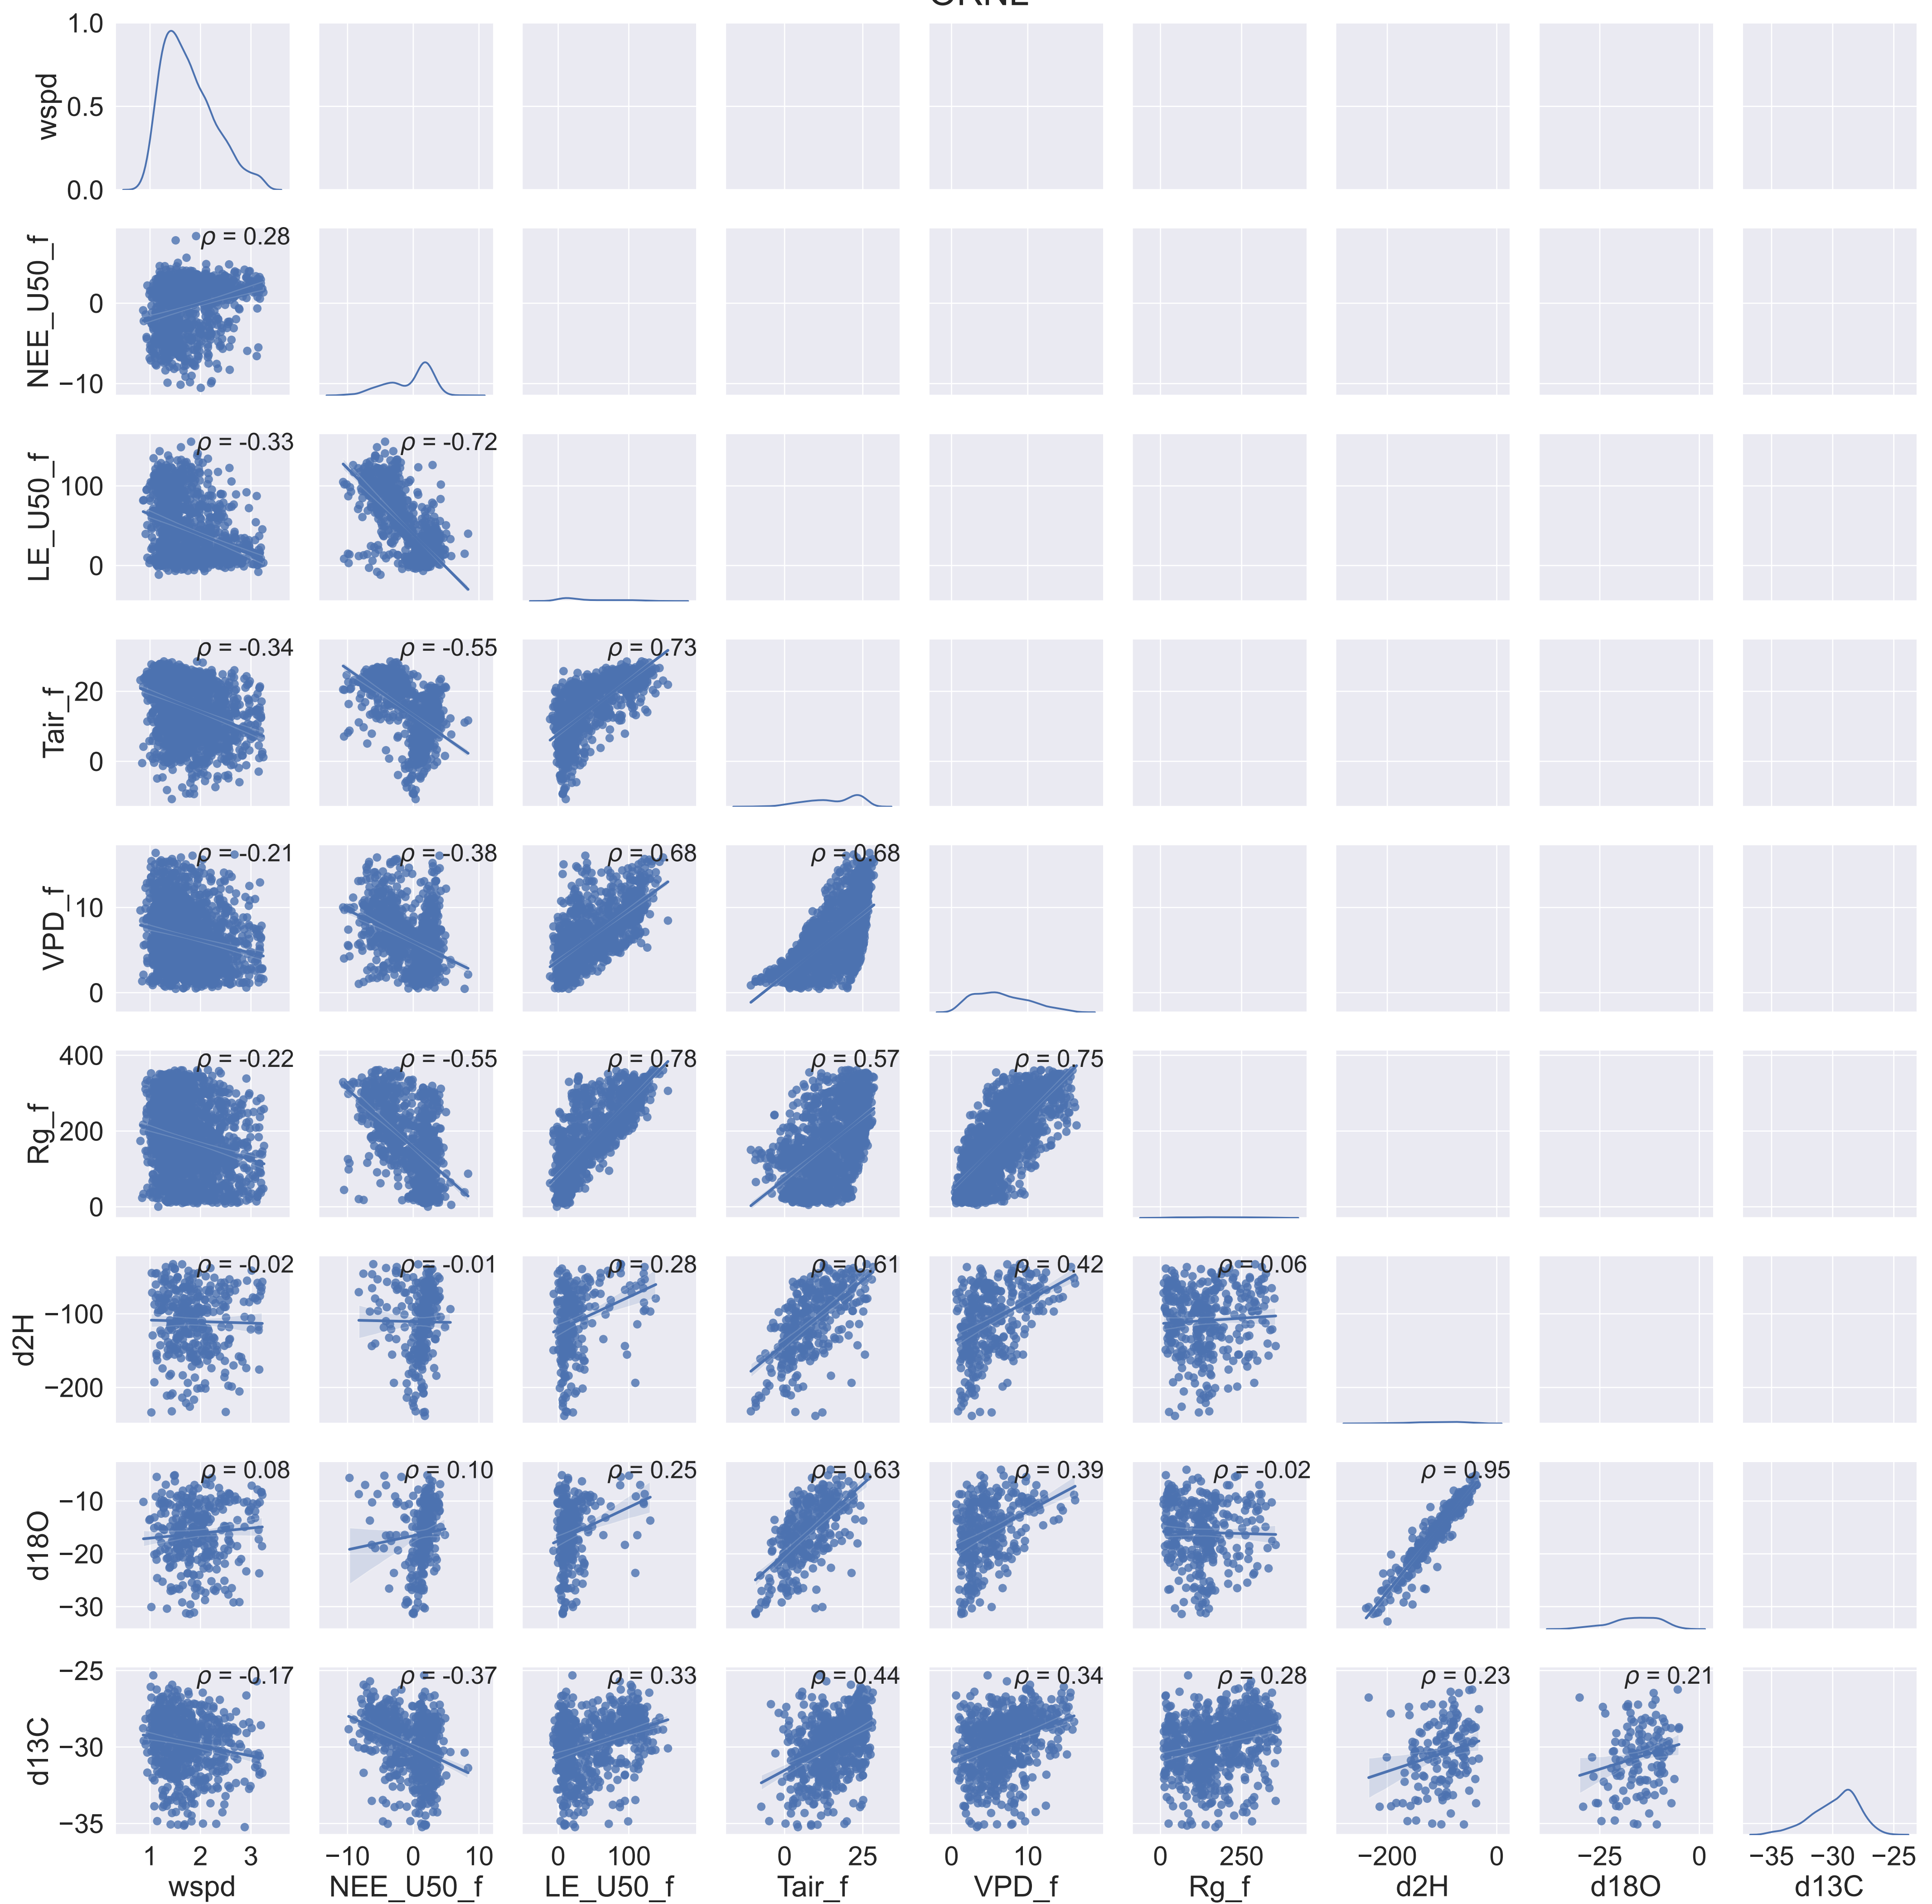 1.0
0.5
0.0
wspd
ρ = 0.28
0
−10
NEE_U50_f
ρ = -0.33 ρ = -0.72
100
0
LE_U50_f
ρ = -0.34 ρ = -0.55 ρ = 0.73
20
0
Tair_f
ρ = -0.21 ρ = -0.38 ρ = 0.68 ρ = 0.68
10
0
VPD_f
ρ = -0.22 ρ = -0.55 ρ = 0.78 ρ = 0.57 ρ = 0.75
400
200
0
Rg_f
ρ = -0.02 ρ = -0.01 ρ = 0.28 ρ = 0.61 ρ = 0.42 ρ = 0.06
−100
−200
d2H
ρ = 0.08 ρ = 0.10 ρ = 0.25 ρ = 0.63 ρ = 0.39 ρ = -0.02 ρ = 0.95
−10
−20
−30
d18O
ρ = -0.17 ρ = -0.37 ρ = 0.33 ρ = 0.44 ρ = 0.34 ρ = 0.28 ρ = 0.23 ρ = 0.21
−25
−30
−35
d13C
1 2 3 −10 0 10 0 100 0 25 0 10 0 250 −200 0 −25 0 −35 −30 −25
wspd NEE_U50_f LE_U50_f Tair_f VPD_f Rg_f d2H d18O d13C